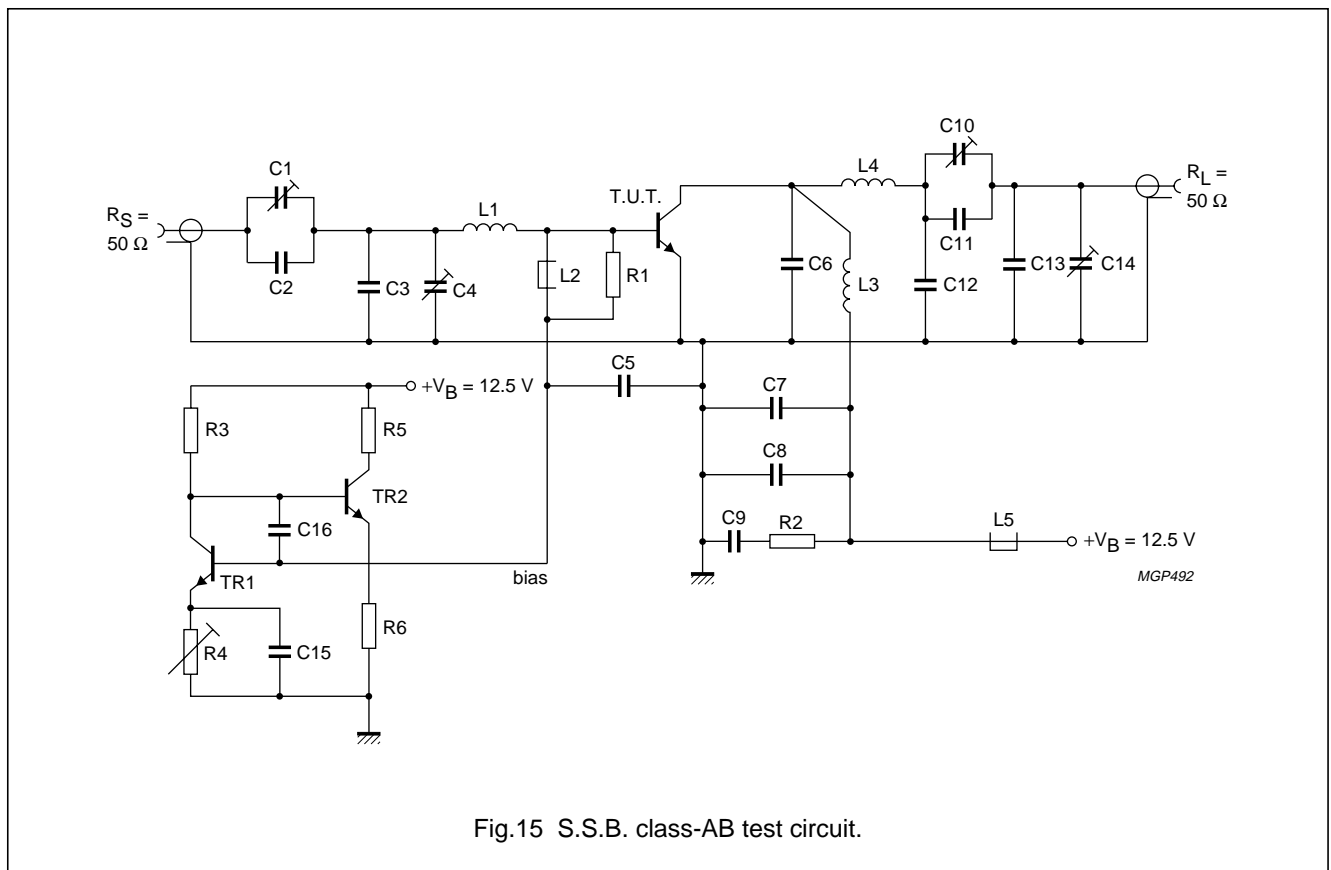 C10
L4
R_L =
50 Ω
C1
T.U.T.
R_S =
50 Ω
L1
C11
C2
C3
C4
L2
R1
C6
L3
C12
C13
C14
C5
+V_B = 12.5 V
C7
R3
R5
C8
TR2
C16
C9
R2
L5
+V_B = 12.5 V
TR1
bias
MGP492
R6
R4
C15
Fig.15 S.S.B. class-AB test circuit.